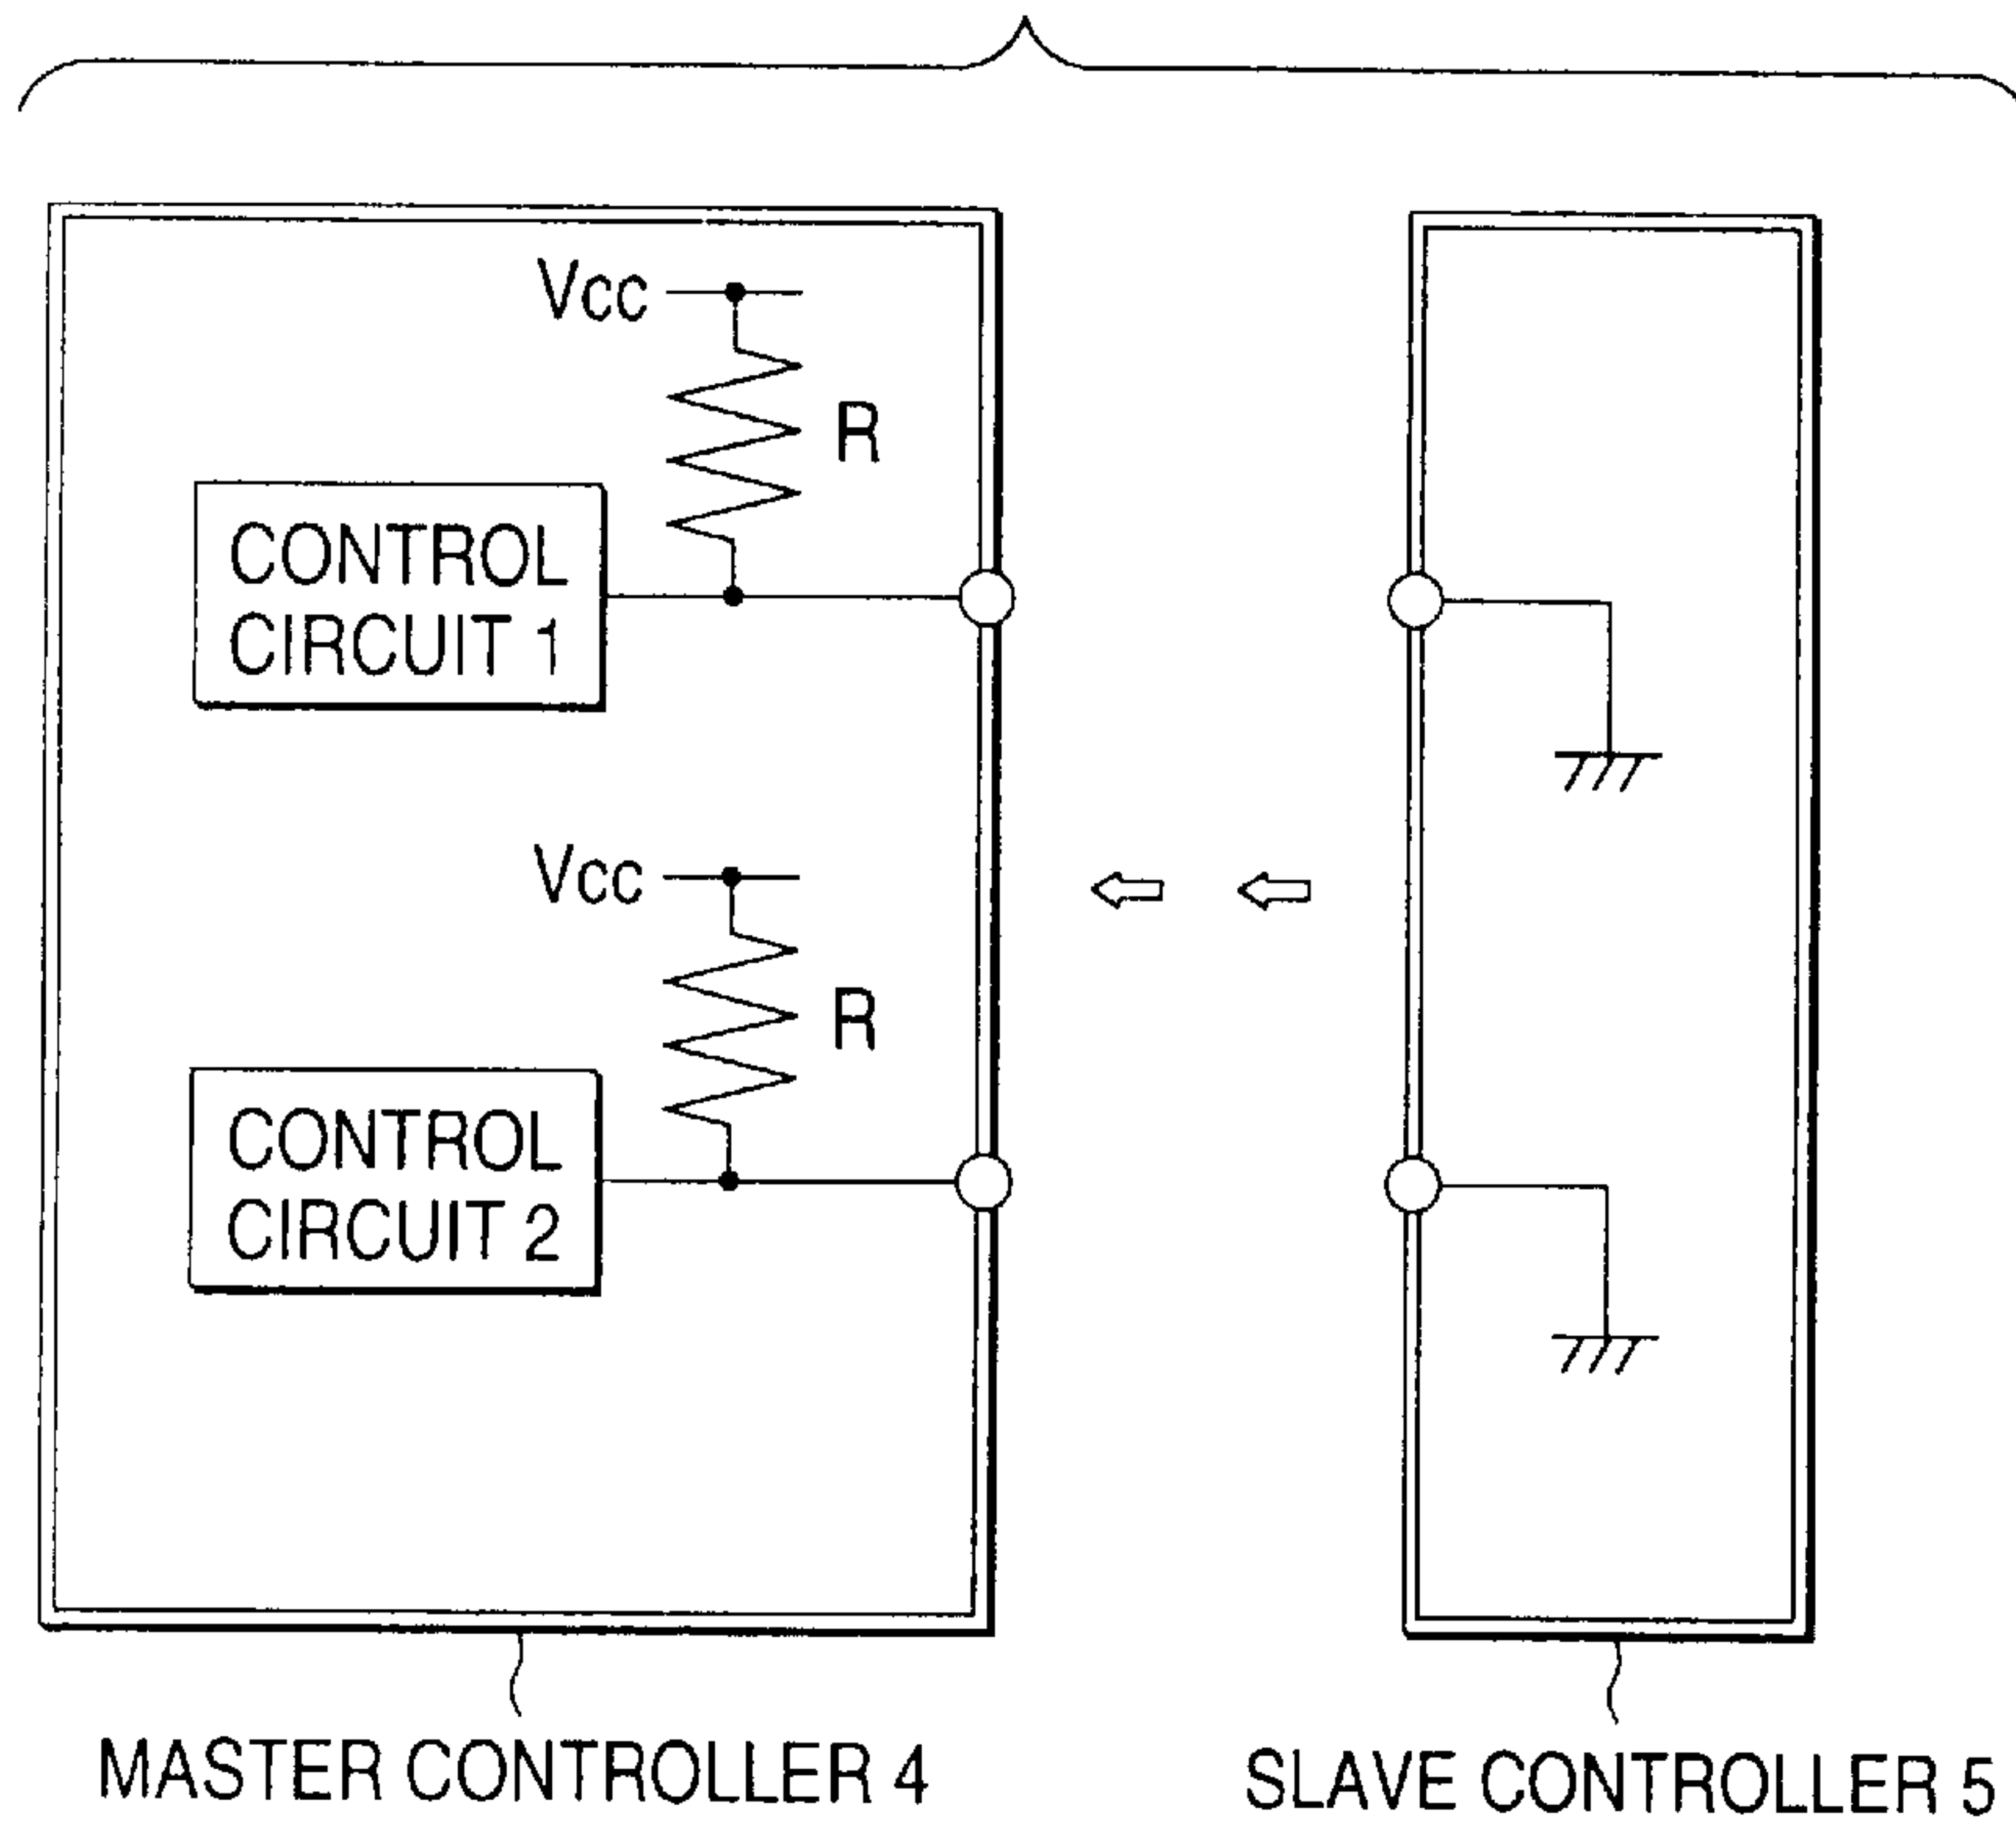 Vcc
R
CONTROL
CIRCUIT 1
Vcc
R
CONTROL
CIRCUIT 2
MASTER CONTROLLER 4
SLAVE CONTROLLER 5